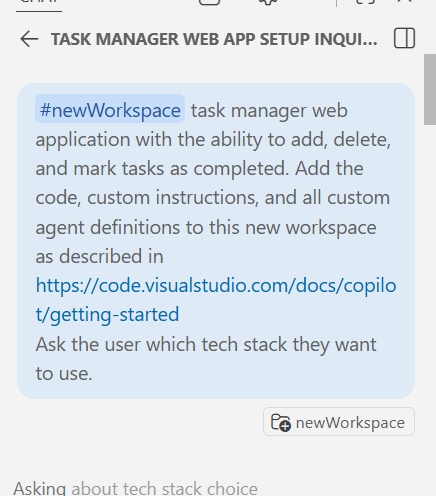 CHAT
TASK MANAGER WEB APP SETUP INQUI...
#newWorkspace task manager web
application with the ability to add, delete,
and mark tasks as completed. Add the
code, custom instructions, and all custom
agent definitions to this new workspace
as described in
https://code.visualstudio.com/docs/copilo
t/getting-started
Ask the user which tech stack they want
to use.
newWorkspace
Asking about tech stack choice